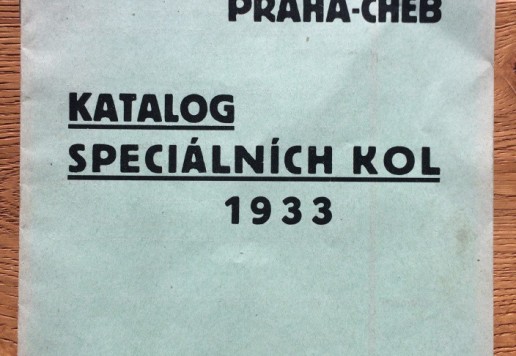 PRAHA-CHEB
KATALOG
SPECIÁLNÍCH KOL
1933